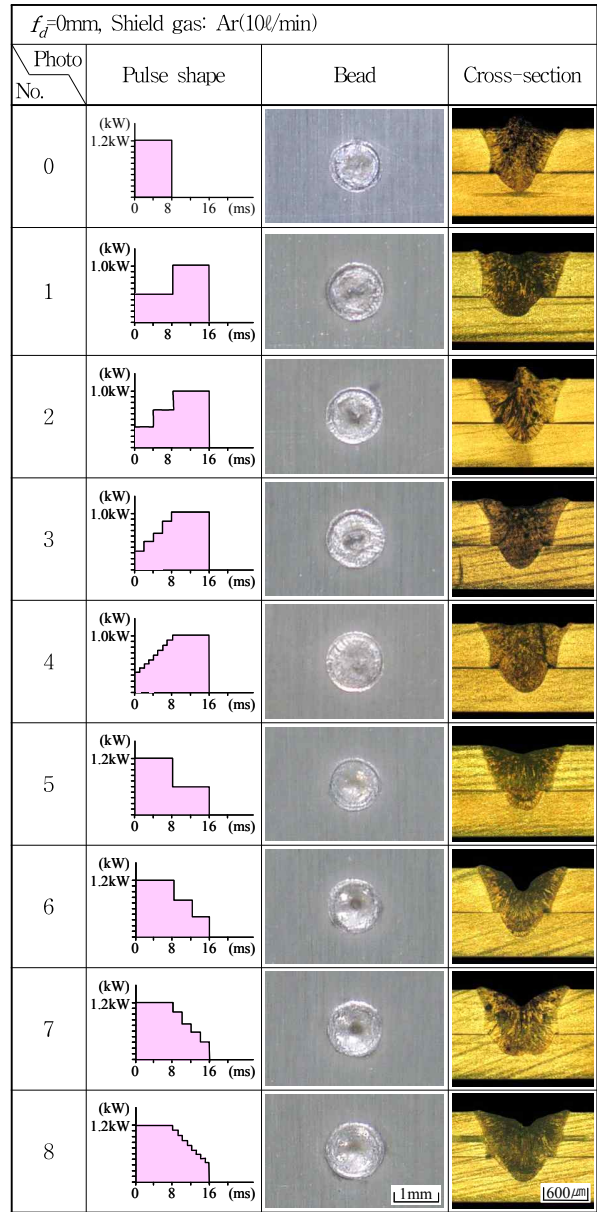 f_d=0mm, Shield gas: Ar(10ℓ/min)
Photo
No.
Pulse shape
Bead
Cross-section
0
(kW)
1.2kW
0 8 16 (ms)
1
(kW)
1.0kW
0 8 16 (ms)
2
(kW)
1.0kW
0 8 16 (ms)
3
(kW)
1.0kW
0 8 16 (ms)
4
(kW)
1.0kW
0 8 16 (ms)
5
(kW)
1.2kW
0 8 16 (ms)
6
(kW)
1.2kW
0 8 16 (ms)
7
(kW)
1.2kW
0 8 16 (ms)
8
(kW)
1.2kW
0 8 16 (ms)
1mm
600㎛